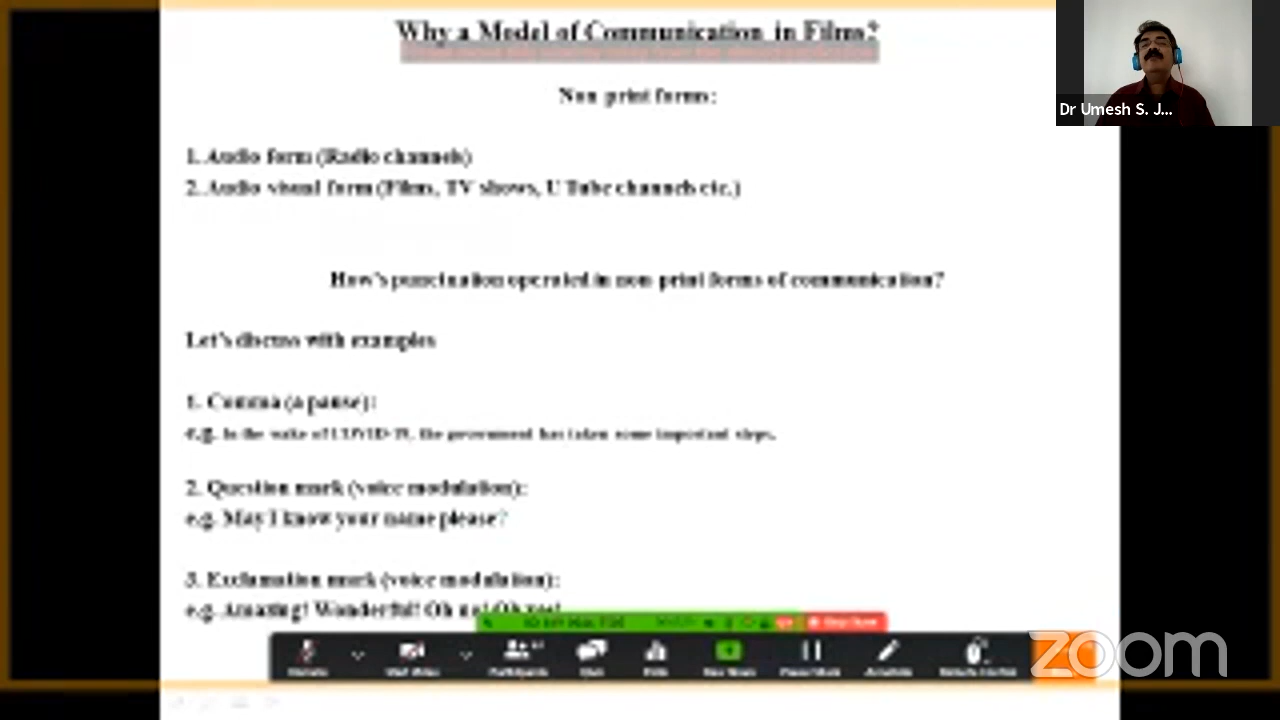 Why a Model of Communication in Films?
Non print forms:
1. Audio form (Radio channels)
2. Audio visual form (Films, TV shows, U Tube channels etc.)
How's punctuation operated in non print forms of communication?
Let's discuss with examples
1. Comma (a pause):
e.g. In the wake of COVID-19, the government has taken some important steps.
2. Question mark (voice modulation):
e.g. May I know your name please?
3. Exclamation mark (voice modulation):
e.g. Amazing! Wonderful! Oh no! Oh yes!
Dr Umesh S. J...
Participants
zoom